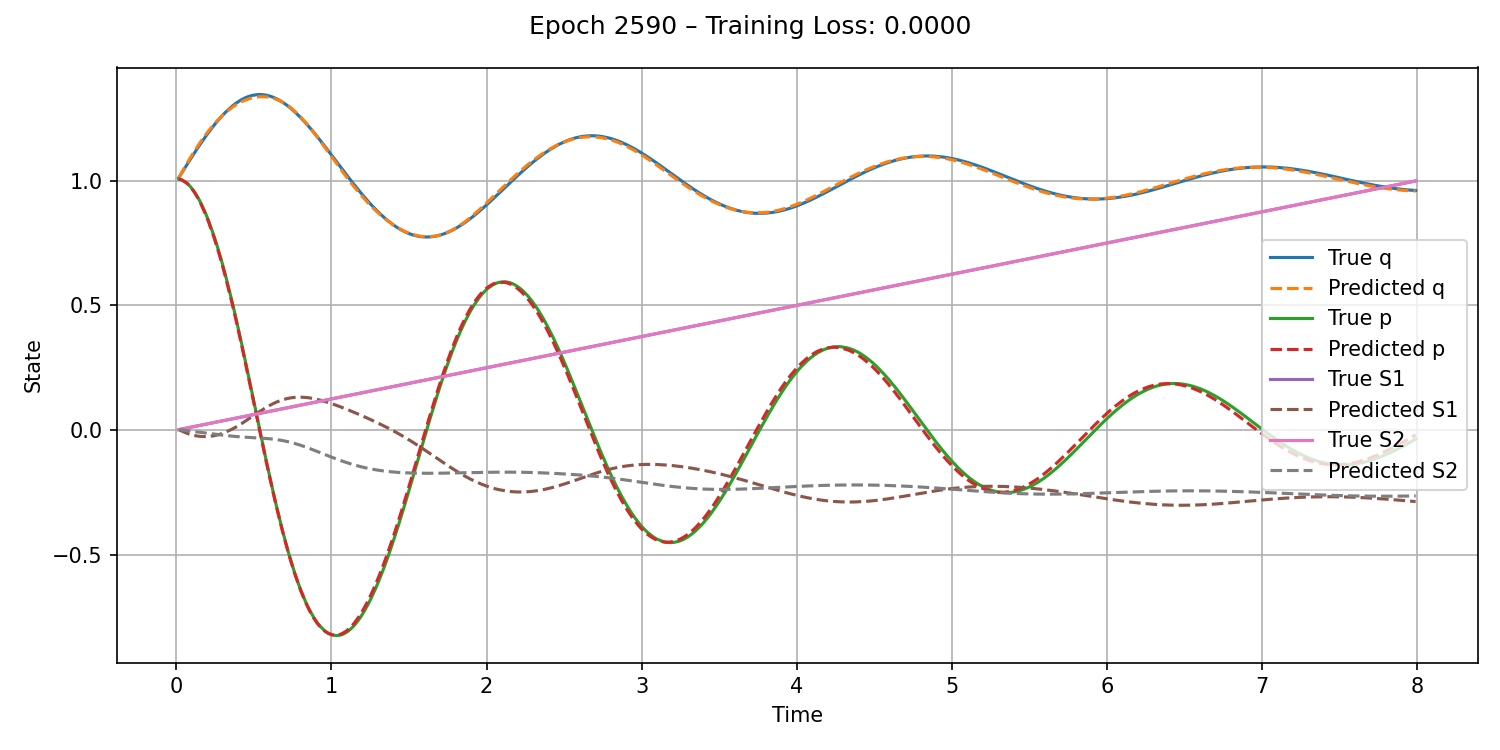 Epoch 2590 – Training Loss: 0.0000
State
1.0
0.5
0.0
−0.5
True q
Predicted q
True p
Predicted p
True S1
Predicted S1
True S2
Predicted S2
0 1 2 3 4 5 6 7 8
Time